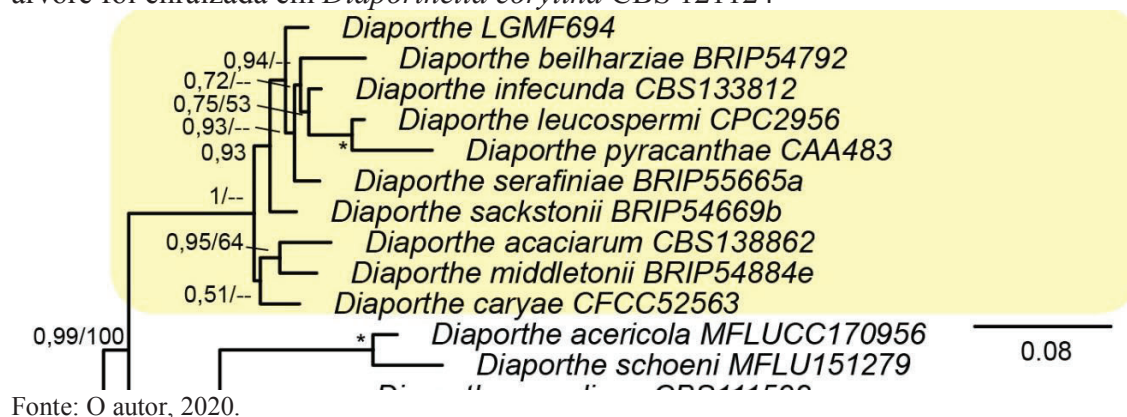 Diaporthe LGMF694
0,94/--
Diaporthe beilharziae BRIP54792
0,72/--
Diaporthe infecunda CBS133812
0,75/53
Diaporthe leucospermi CPC2956
0,93/--
*
Diaporthe pyracanthae CAA483
0,93
Diaporthe serafiniae BRIP55665a
1/--
Diaporthe sackstonii BRIP54669b
0,95/64
Diaporthe acaciarum CBS138862
Diaporthe middletonii BRIP54884e
0,51/--
Diaporthe caryae CFCC52563
0,99/100
*
Diaporthe acericola MFLUCC170956
0.08
Diaporthe schoeni MFLU151279
Fonte: O autor, 2020.